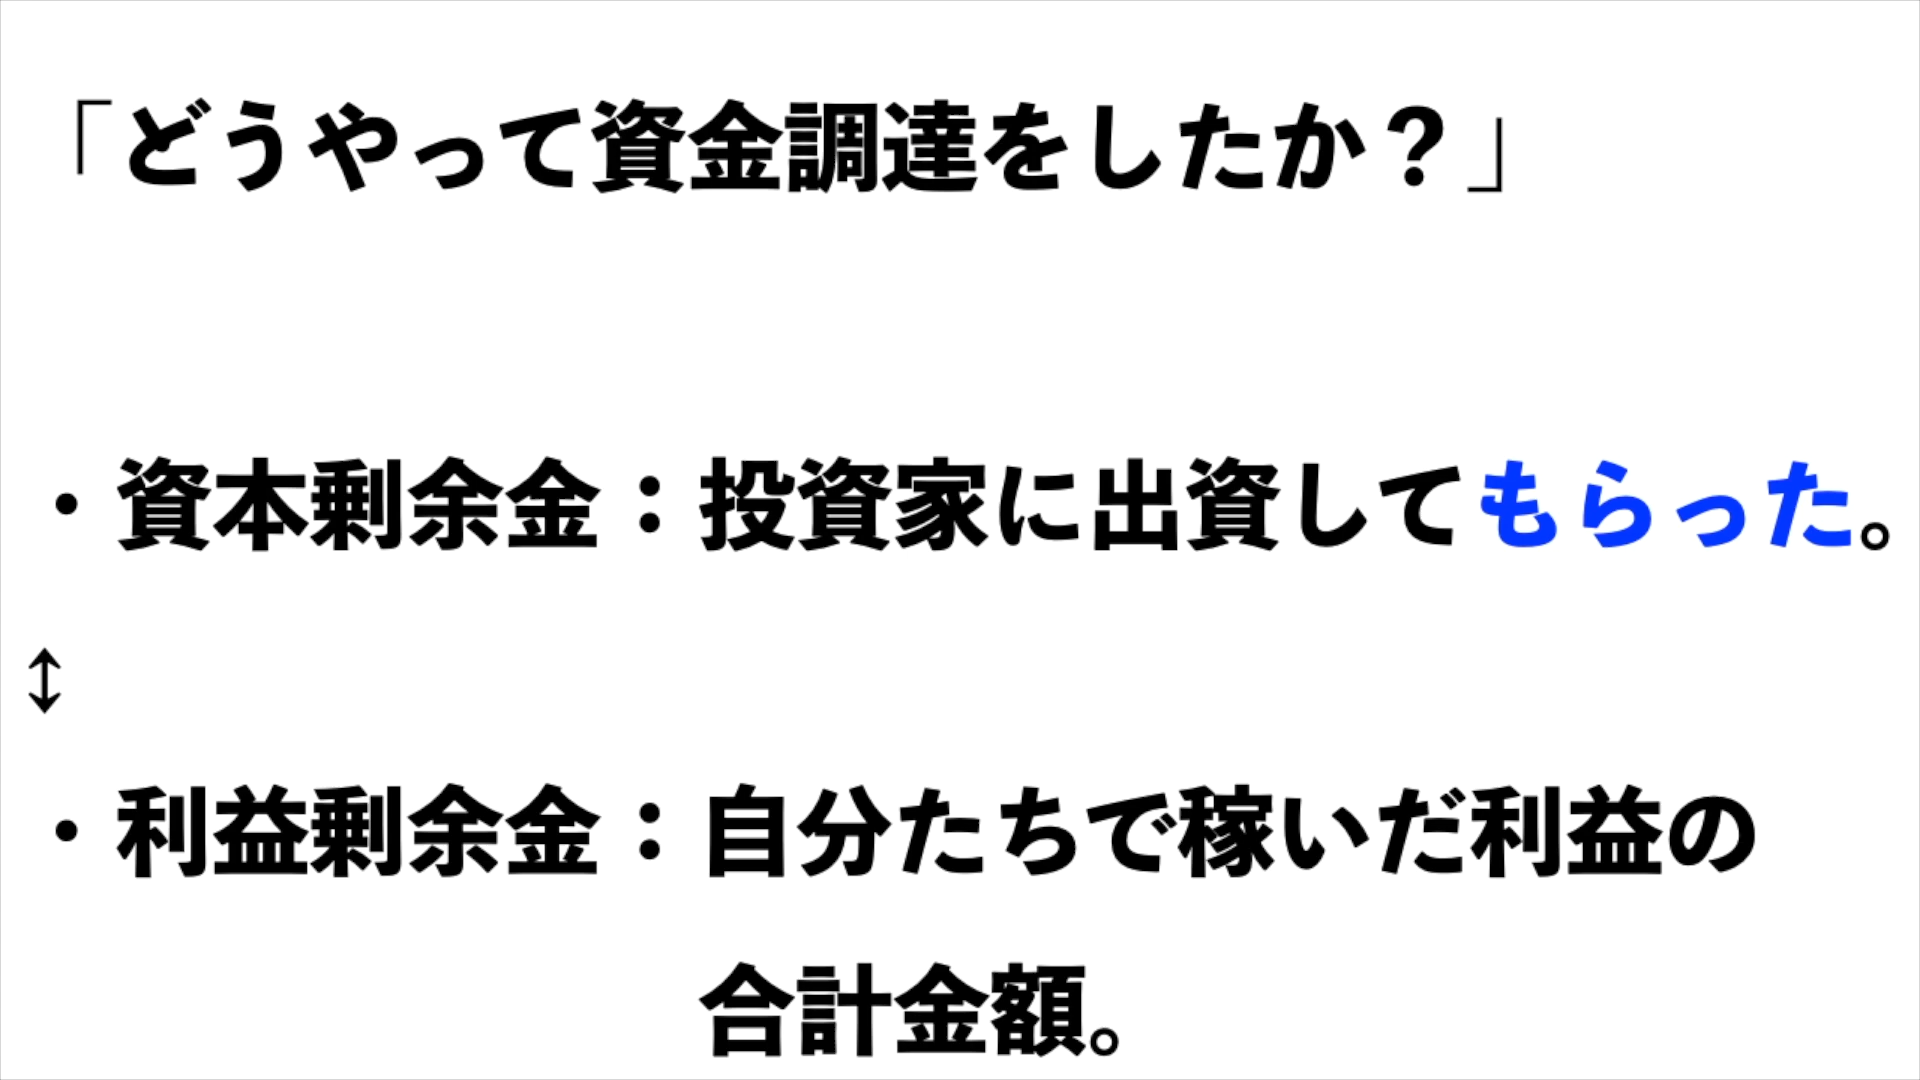 「どうやって資金調達をしたか？」
・資本剰余金：投資家に出資してもらった。
↕
・利益剰余金：自分たちで稼いだ利益の
合計金額。